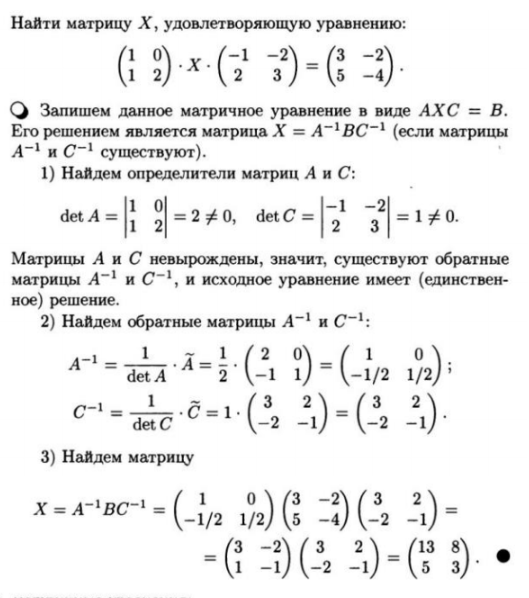 Найти матрицу X, удовлетворяющую уравнению:
(1 0; 1 2) · X · (−1 −2; 2 3) = (3 −2; 5 −4).
Запишем данное матричное уравнение в виде AXC = B.
Его решением является матрица X = A⁻¹BC⁻¹ (если матрицы
A⁻¹ и C⁻¹ существуют).
1) Найдем определители матриц A и C:
det A = |1 0; 1 2| = 2 ≠ 0, det C = |−1 −2; 2 3| = 1 ≠ 0.
Матрицы A и C невырождены, значит, существуют обратные
матрицы A⁻¹ и C⁻¹, и исходное уравнение имеет (единствен-
ное) решение.
2) Найдем обратные матрицы A⁻¹ и C⁻¹:
A⁻¹ = 1/det A · Ã = 1/2 · (2 0; −1 1) = (1 0; −1/2 1/2);
C⁻¹ = 1/det C · C̃ = 1 · (3 2; −2 −1) = (3 2; −2 −1).
3) Найдем матрицу
X = A⁻¹BC⁻¹ = (1 0; −1/2 1/2) (3 −2; 5 −4) (3 2; −2 −1) =
= (3 −2; 1 −1) (3 2; −2 −1) = (13 8; 5 3).